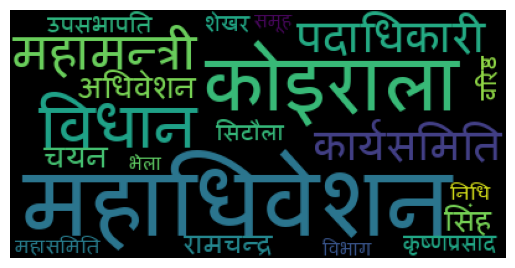 उपसभापति
शेखर
समूह
पदाधिकारी
महामन्त्री
कोइराला
अधिवेशन
वरिष्ठ
विधान
सिटौला
कार्यसमिति
चयन
भेला
महाधिवेशन
निधि
सिंह
महासमिति
रामचन्द्र
विभाग
कृष्णप्रसाद